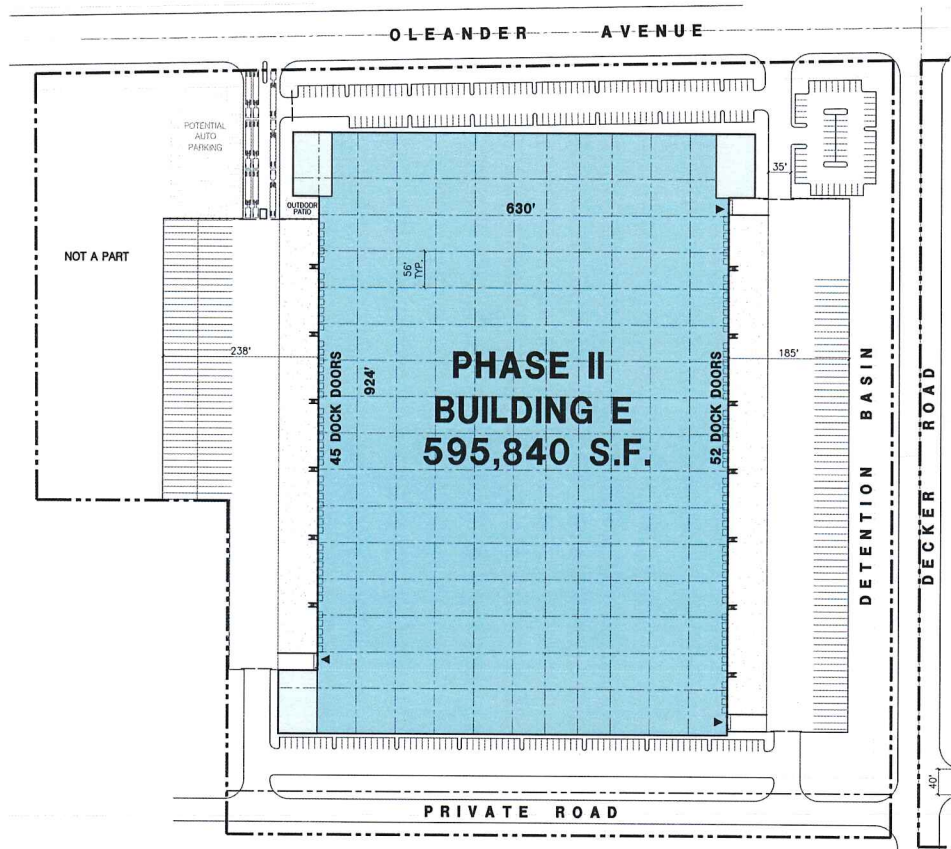 OLEANDER AVENUE
POTENTIAL
AUTO
PARKING
35'
OUTDOOR
PATIO
630'
NOT A PART
56'
TYP.
238'
185'
924'
45 DOCK DOORS
PHASE II
BUILDING E
595,840 S.F.
52 DOCK DOORS
DETENTION BASIN
DECKER ROAD
40'
PRIVATE ROAD